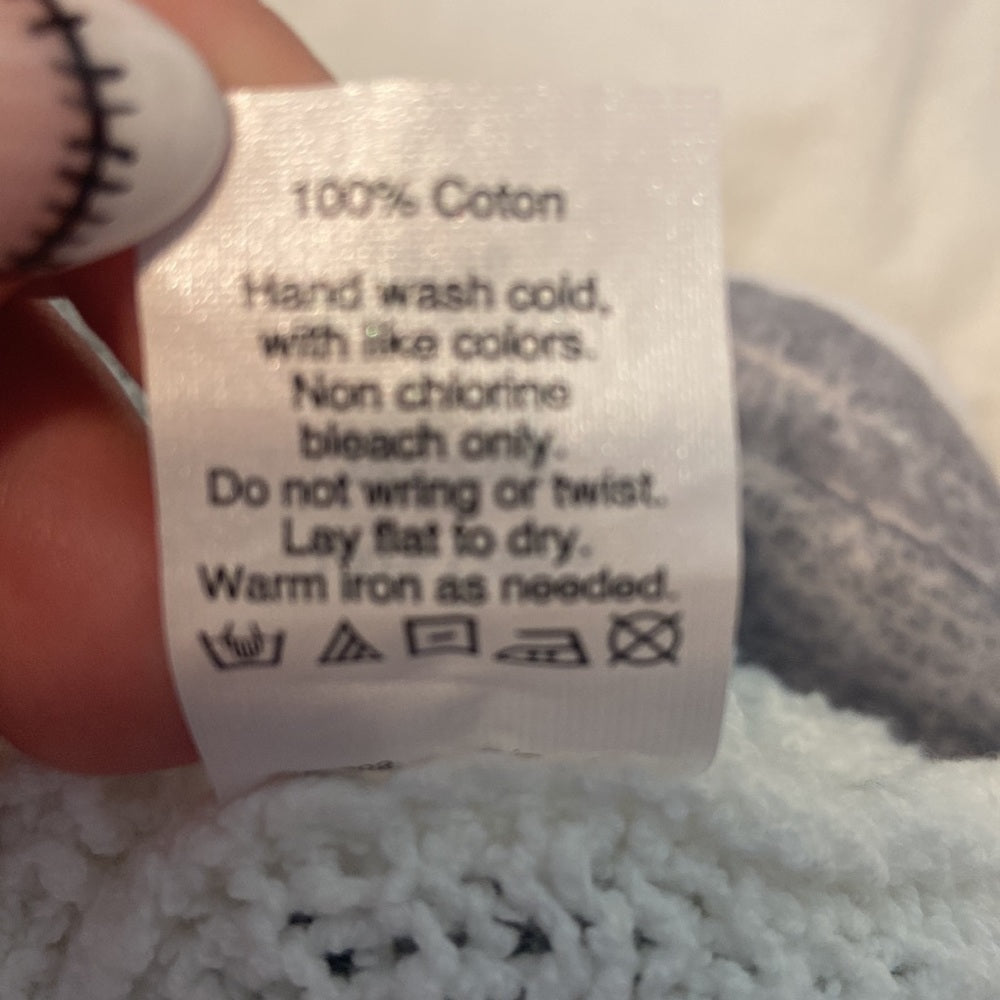 100% Coton
Hand wash cold,
with like colors.
Non chlorine
bleach only.
Do not wring or twist.
Lay flat to dry.
Warm iron as needed.